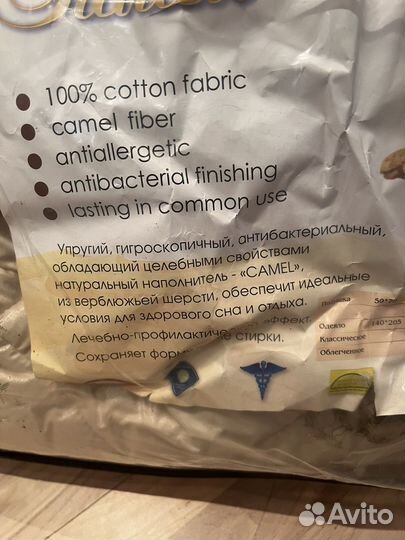 100% cotton fabric
camel fiber
antiallergetic
antibacterial finishing
lasting in common use
Упругий, гигроскопичный, антибактериальный,
обладающий целебными свойствами
натуральный наполнитель - «CAMEL»,
из верблюжьей шерсти, обеспечит идеальные
условия для здорового сна и отдыха.
Лечебно-профилактиче эффект.
Сохраняет форм стирки.
Одеяло 140*205
Классическое
Облегченное
Avito